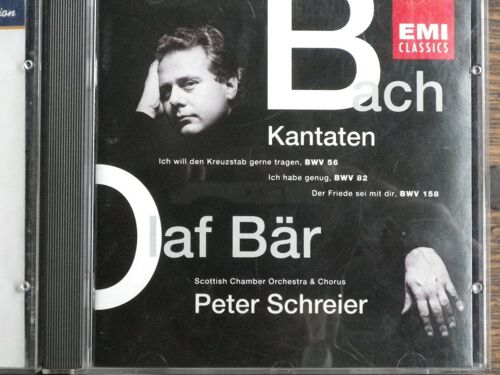 ion
EMI
CLASSICS
Bach
Kantaten
Ich will den Kreuzstab gerne tragen, BWV 56
Ich habe genug, BWV 82
Der Friede sei mit dir, BWV 158
Olaf Bär
Scottish Chamber Orchestra & Chorus
Peter Schreier